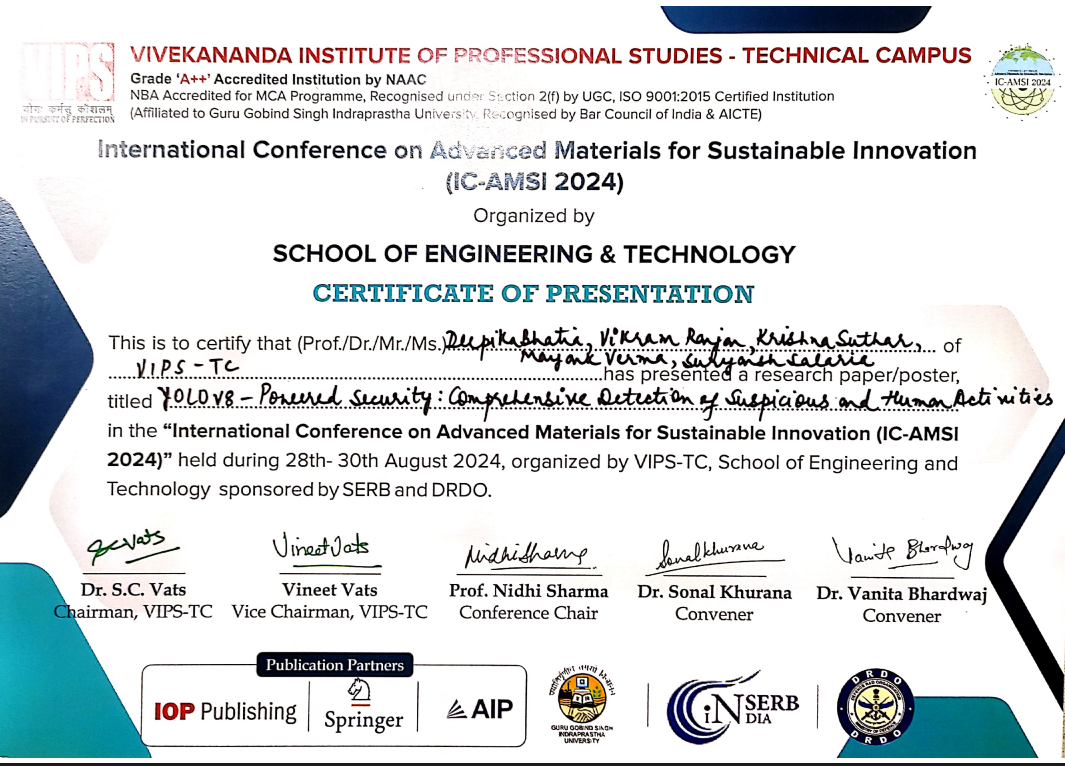 VIPS
योगः कर्मसु कौशलम्
IN PURSUIT OF PERFECTION
VIVEKANANDA INSTITUTE OF PROFESSIONAL STUDIES - TECHNICAL CAMPUS
Grade 'A++' Accredited Institution by NAAC
NBA Accredited for MCA Programme, Recognised under Section 2(f) by UGC, ISO 9001:2015 Certified Institution
(Affiliated to Guru Gobind Singh Indraprastha University, Recognised by Bar Council of India & AICTE)
IC-AMSI 2024
International Conference on Advanced Materials for Sustainable Innovation
(IC-AMSI 2024)
Organized by
SCHOOL OF ENGINEERING & TECHNOLOGY
CERTIFICATE OF PRESENTATION
This is to certify that (Prof./Dr./Mr./Ms.) Deepika Bhatia, Vikram Ranjan, Krishna Suthar, of
Mayank Verma, Suryansh Salaria
VIPS-TC has presented a research paper/poster,
titled YOLOv8-Powered Security: Comprehensive Detection of Suspicious and Human Activities
in the "International Conference on Advanced Materials for Sustainable Innovation (IC-AMSI
2024)" held during 28th- 30th August 2024, organized by VIPS-TC, School of Engineering and
Technology sponsored by SERB and DRDO.
SCVats VineetVats NidhiSharma Sonalkhurana Vanita Bhardwaj
Dr. S.C. Vats Vineet Vats Prof. Nidhi Sharma Dr. Sonal Khurana Dr. Vanita Bhardwaj
Chairman, VIPS-TC Vice Chairman, VIPS-TC Conference Chair Convener Convener
Publication Partners
IOP Publishing Springer AIP
GURU GOBIND SINGH
INDRAPRASTHA
UNIVERSITY
SERB
INDIA
DRDO
DRDO